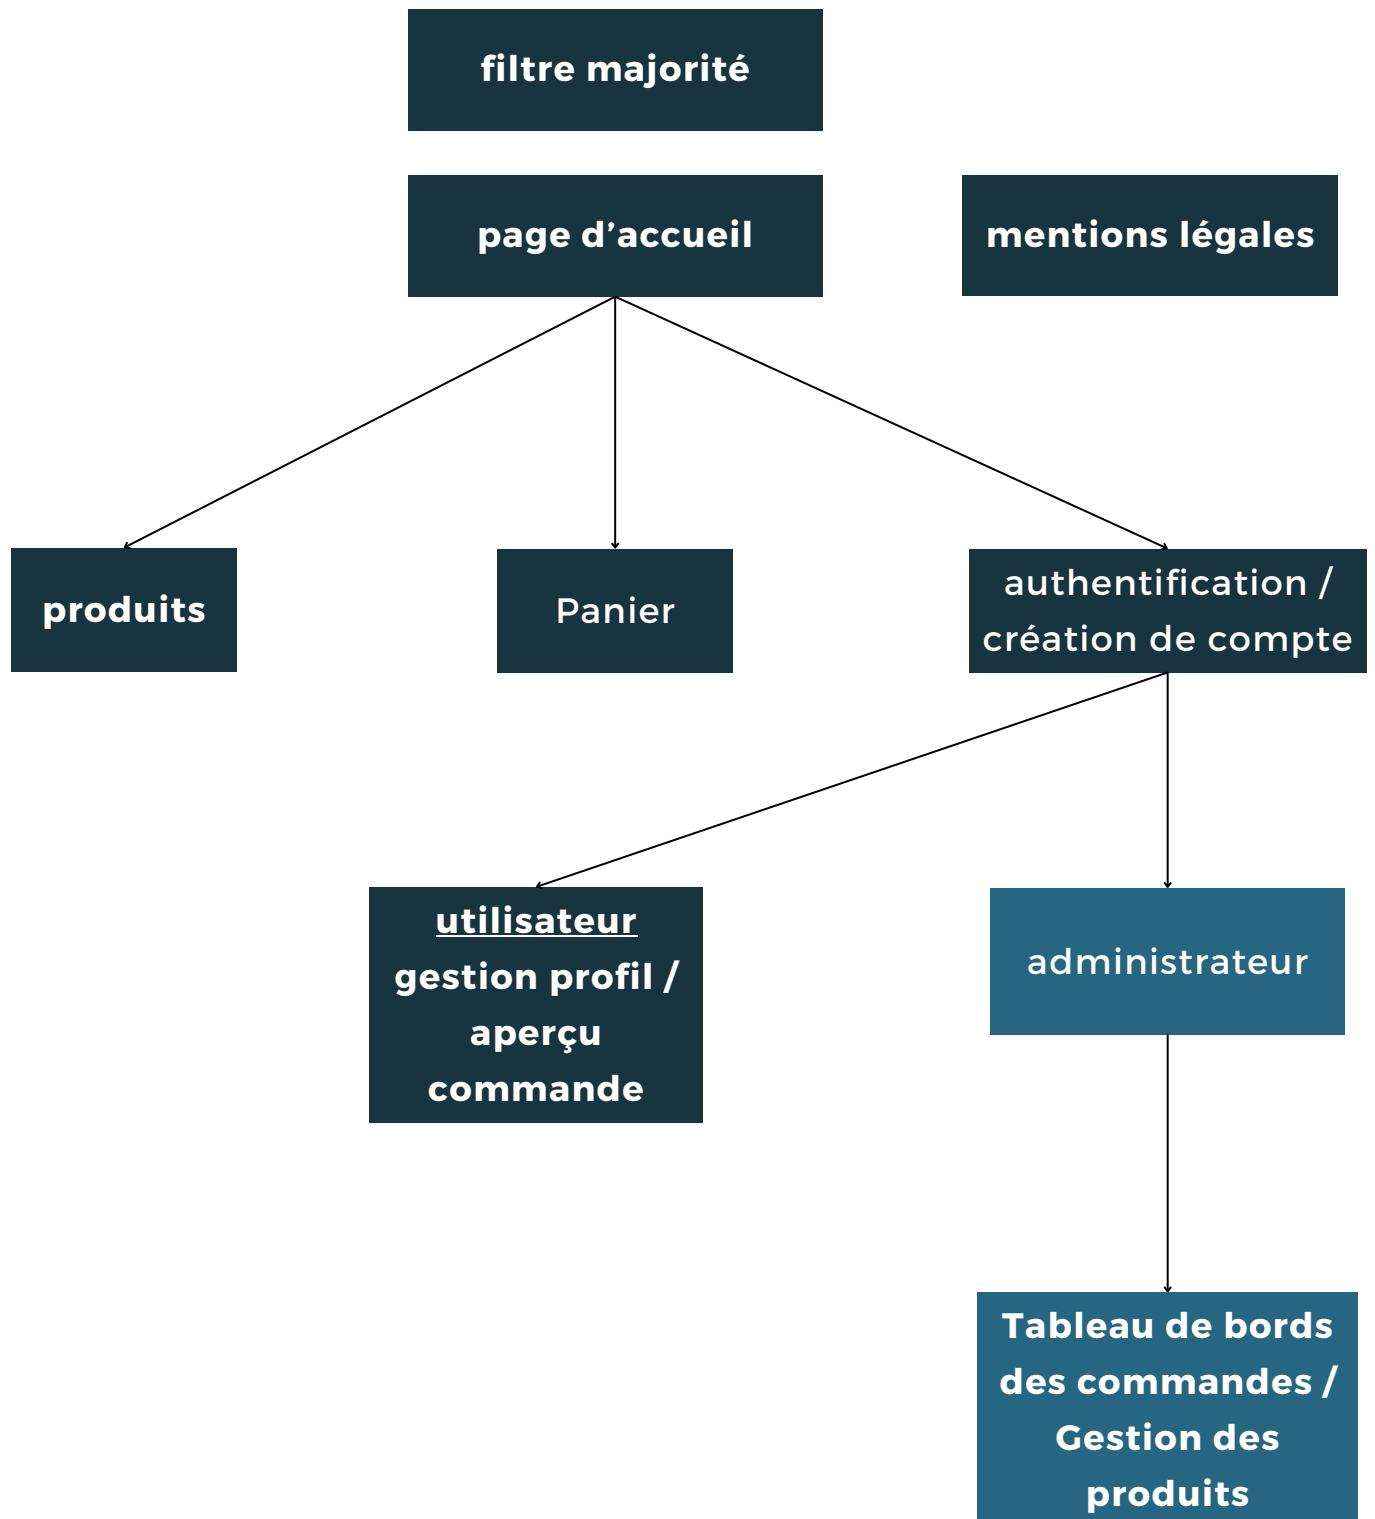 filtre majorité
page d’accueil
mentions légales
produits
Panier
authentification /
création de compte
utilisateur
gestion profil /
aperçu
commande
administrateur
Tableau de bords
des commandes /
Gestion des
produits